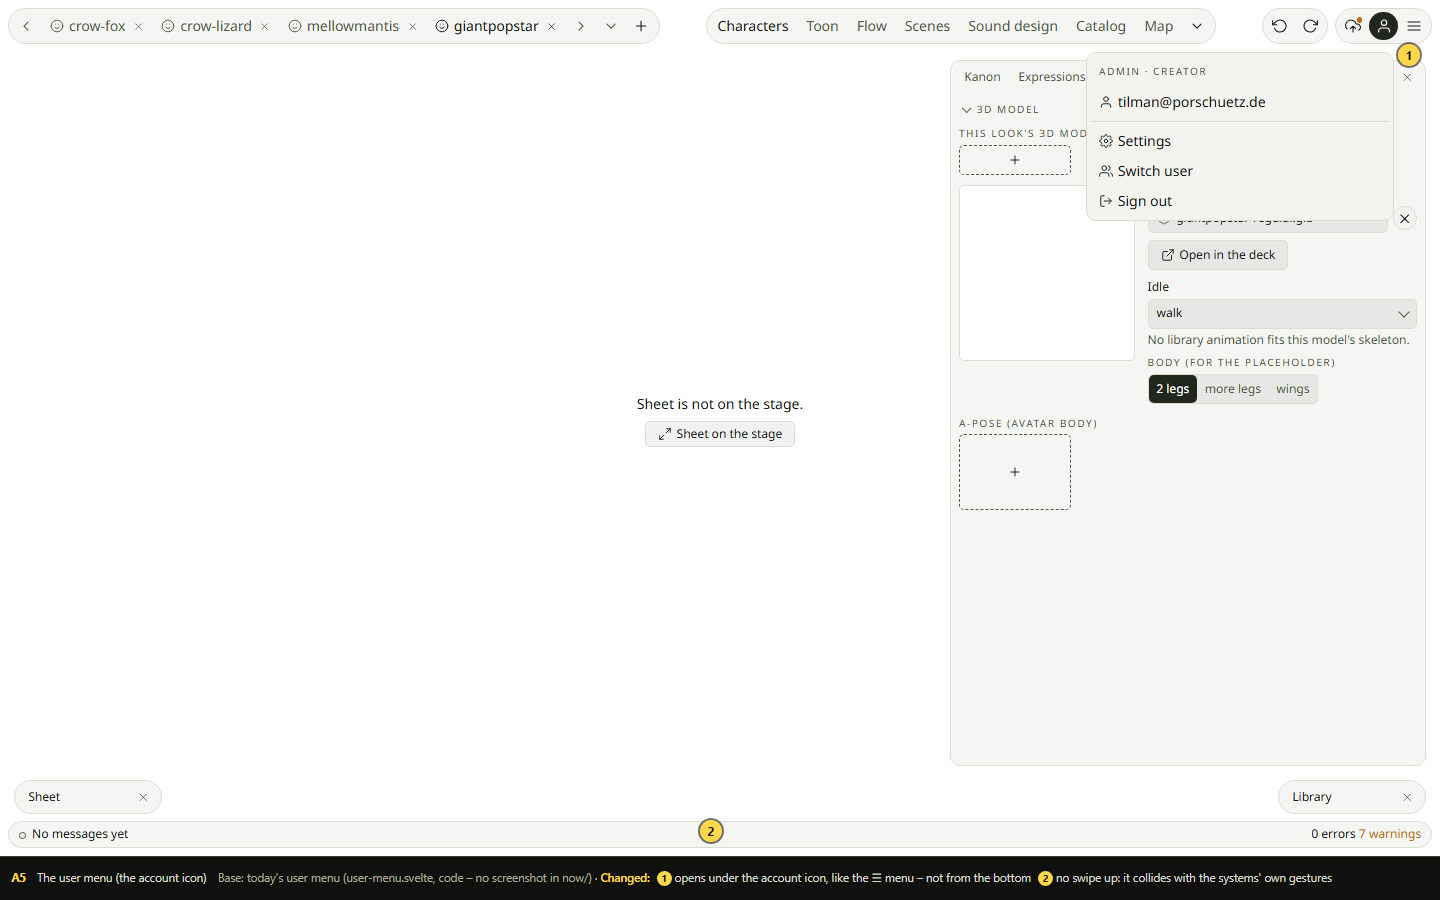 crow-fox crow-lizard mellowmantis giantpopstar
Characters Toon Flow Scenes Sound design Catalog Map
1
Kanon Expressions
ADMIN · CREATOR
tilman@porschuetz.de
Settings
Switch user
Sign out
3D MODEL
THIS LOOK'S 3D MOD
Open in the deck
Idle
walk
No library animation fits this model's skeleton.
BODY (FOR THE PLACEHOLDER)
2 legs more legs wings
A-POSE (AVATAR BODY)
Sheet is not on the stage.
Sheet on the stage
Sheet
Library
No messages yet
2
0 errors 7 warnings
A5 The user menu (the account icon) Base: today's user menu (user-menu.svelte, code – no screenshot in now/) · Changed: 1 opens under the account icon, like the ☰ menu – not from the bottom 2 no swipe up: it collides with the systems' own gestures